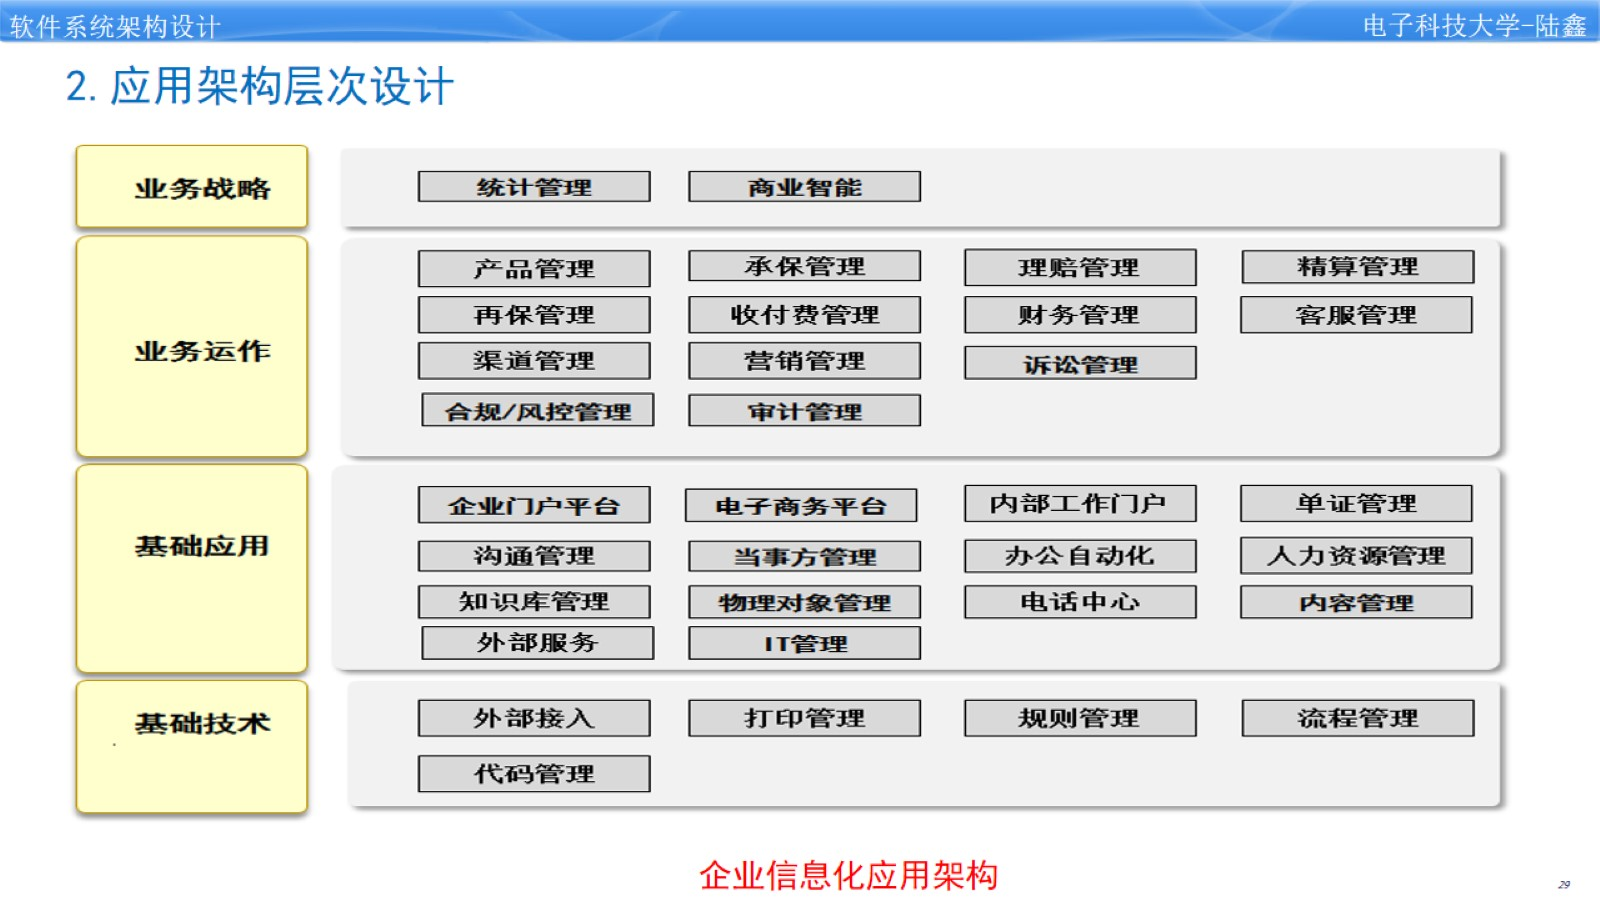 软件系统架构设计
电子科技大学-陆鑫
2. 应用架构层次设计
业务战略
统计管理 商业智能
业务运作
产品管理 承保管理 理赔管理 精算管理
再保管理 收付费管理 财务管理 客服管理
渠道管理 营销管理 诉讼管理
合规/风控管理 审计管理
基础应用
企业门户平台 电子商务平台 内部工作门户 单证管理
沟通管理 当事方管理 办公自动化 人力资源管理
知识库管理 物理对象管理 电话中心 内容管理
外部服务 IT管理
基础技术
外部接入 打印管理 规则管理 流程管理
代码管理
企业信息化应用架构
29